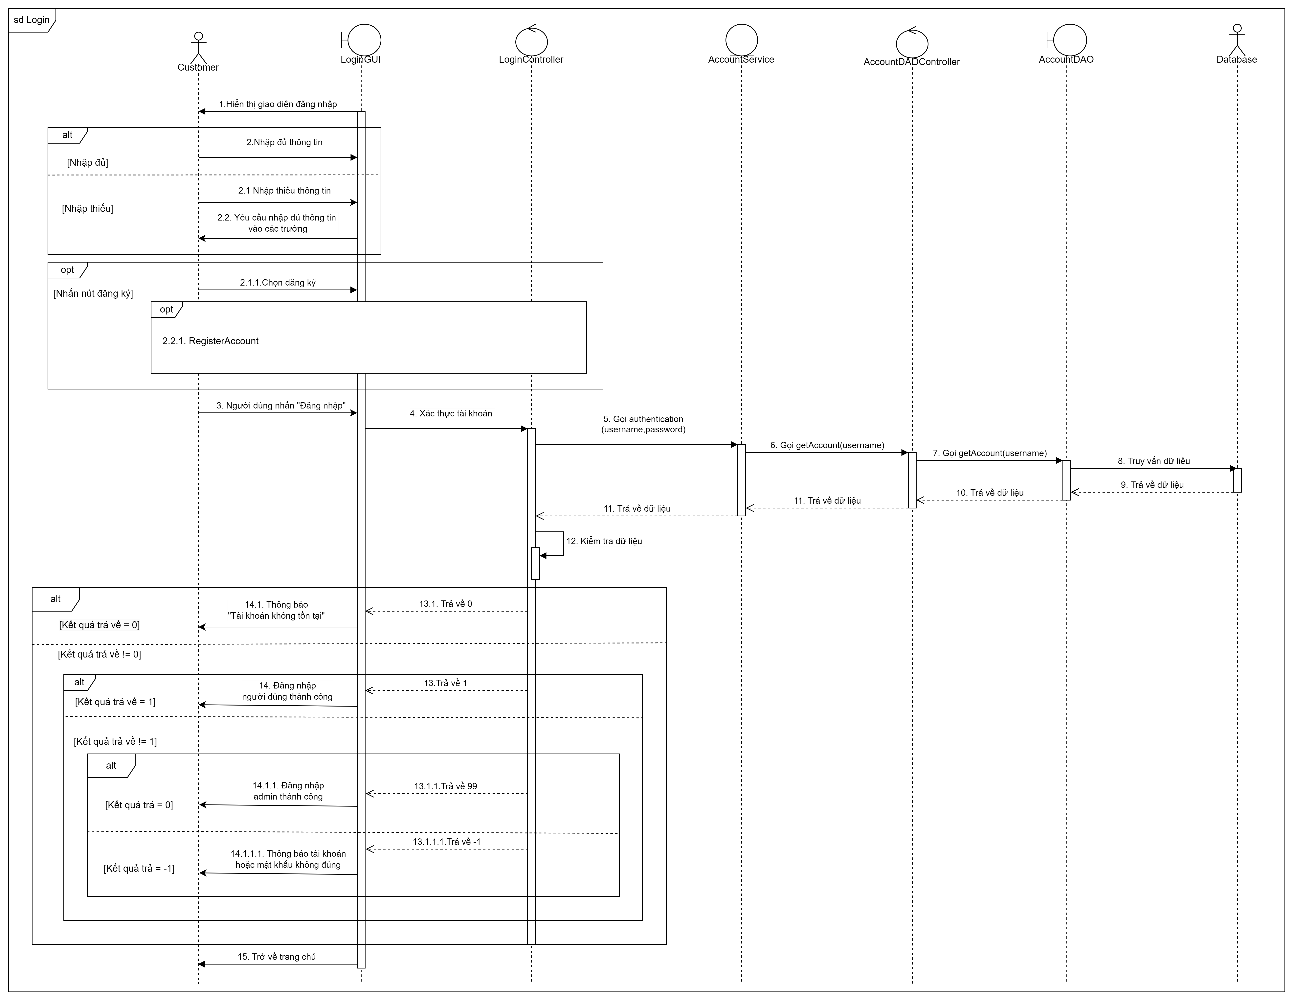 sd Login
Customer
LoginGUI
LoginController
AccountService
AccountDADController
AccountDAO
Database
1.Hiển thị giao diện đăng nhập
alt
2.Nhập đủ thông tin
[Nhập đủ]
2.1 Nhập thiếu thông tin
[Nhập thiếu]
2.2. Yêu cầu nhập đủ thông tin
vào các trường
opt
2.1.1.Chọn đăng ký
[Nhấn nút đăng ký]
opt
2.2.1. RegisterAccount
3. Người dùng nhấn "Đăng nhập"
4. Xác thực tài khoản
5. Gọi authentication
(username,password)
6. Gọi getAccount(username)
7. Gọi getAccount(username)
8. Truy vấn dữ liệu
9. Trả về dữ liệu
10. Trả về dữ liệu
11. Trả về dữ liệu
11. Trả về dữ liệu
12. Kiểm tra dữ liệu
alt
14.1. Thông báo
"Tài khoản không tồn tại"
13.1. Trả về 0
[Kết quả trả về = 0]
[Kết quả trả về != 0]
alt
14. Đăng nhập
người dùng thành công
13.Trả về 1
[Kết quả trả về = 1]
[Kết quả trả về != 1]
alt
14.1.1. Đăng nhập
admin thành công
13.1.1.Trả về 99
[Kết quả trả = 0]
13.1.1.1.Trả về -1
14.1.1.1. Thông báo tài khoản
hoặc mật khẩu không đúng
[Kết quả trả = -1]
15. Trở về trang chủ